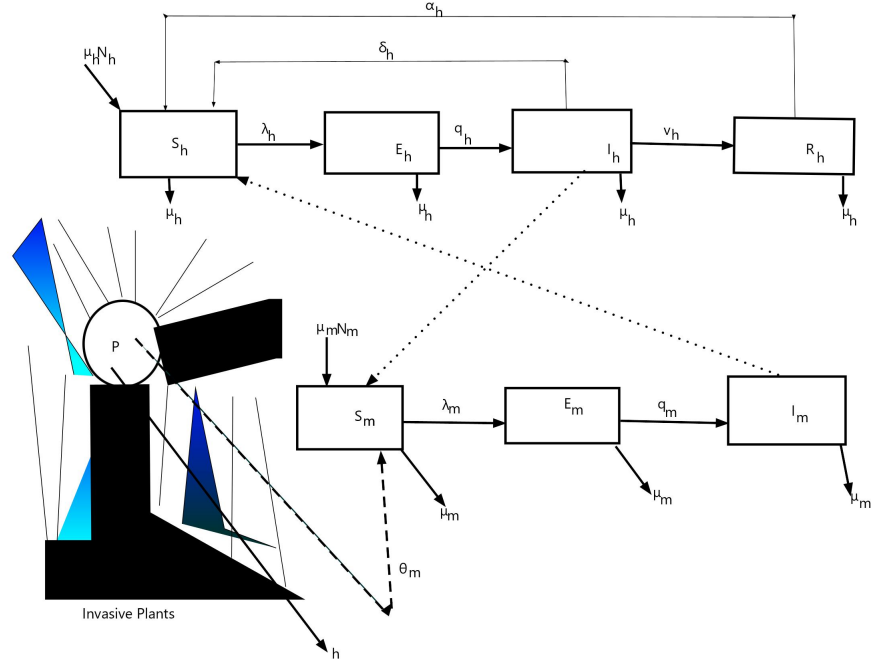 α_h
δ_h
μ_hN_h
S_h
λ_h
E_h
q_h
I_h
v_h
R_h
μ_h
μ_h
μ_h
μ_h
P
μ_mN_m
S_m
λ_m
E_m
q_m
I_m
μ_m
μ_m
μ_m
θ_m
Invasive Plants
h